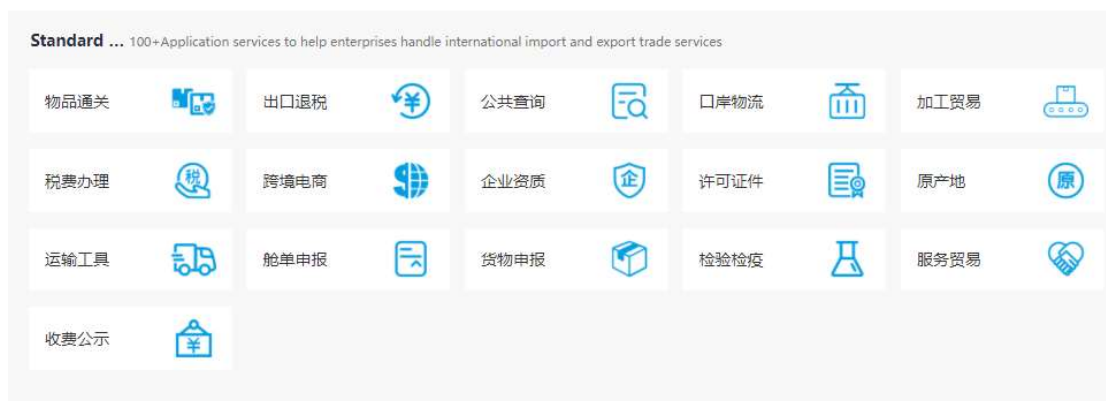 Standard ... 100+Application services to help enterprises handle international import and export trade services
物品通关 出口退税 公共查询 口岸物流 加工贸易
税费办理 税 跨境电商 企业资质 企 许可证件 原产地 原
运输工具 舱单申报 货物申报 检验检疫 服务贸易
收费公示